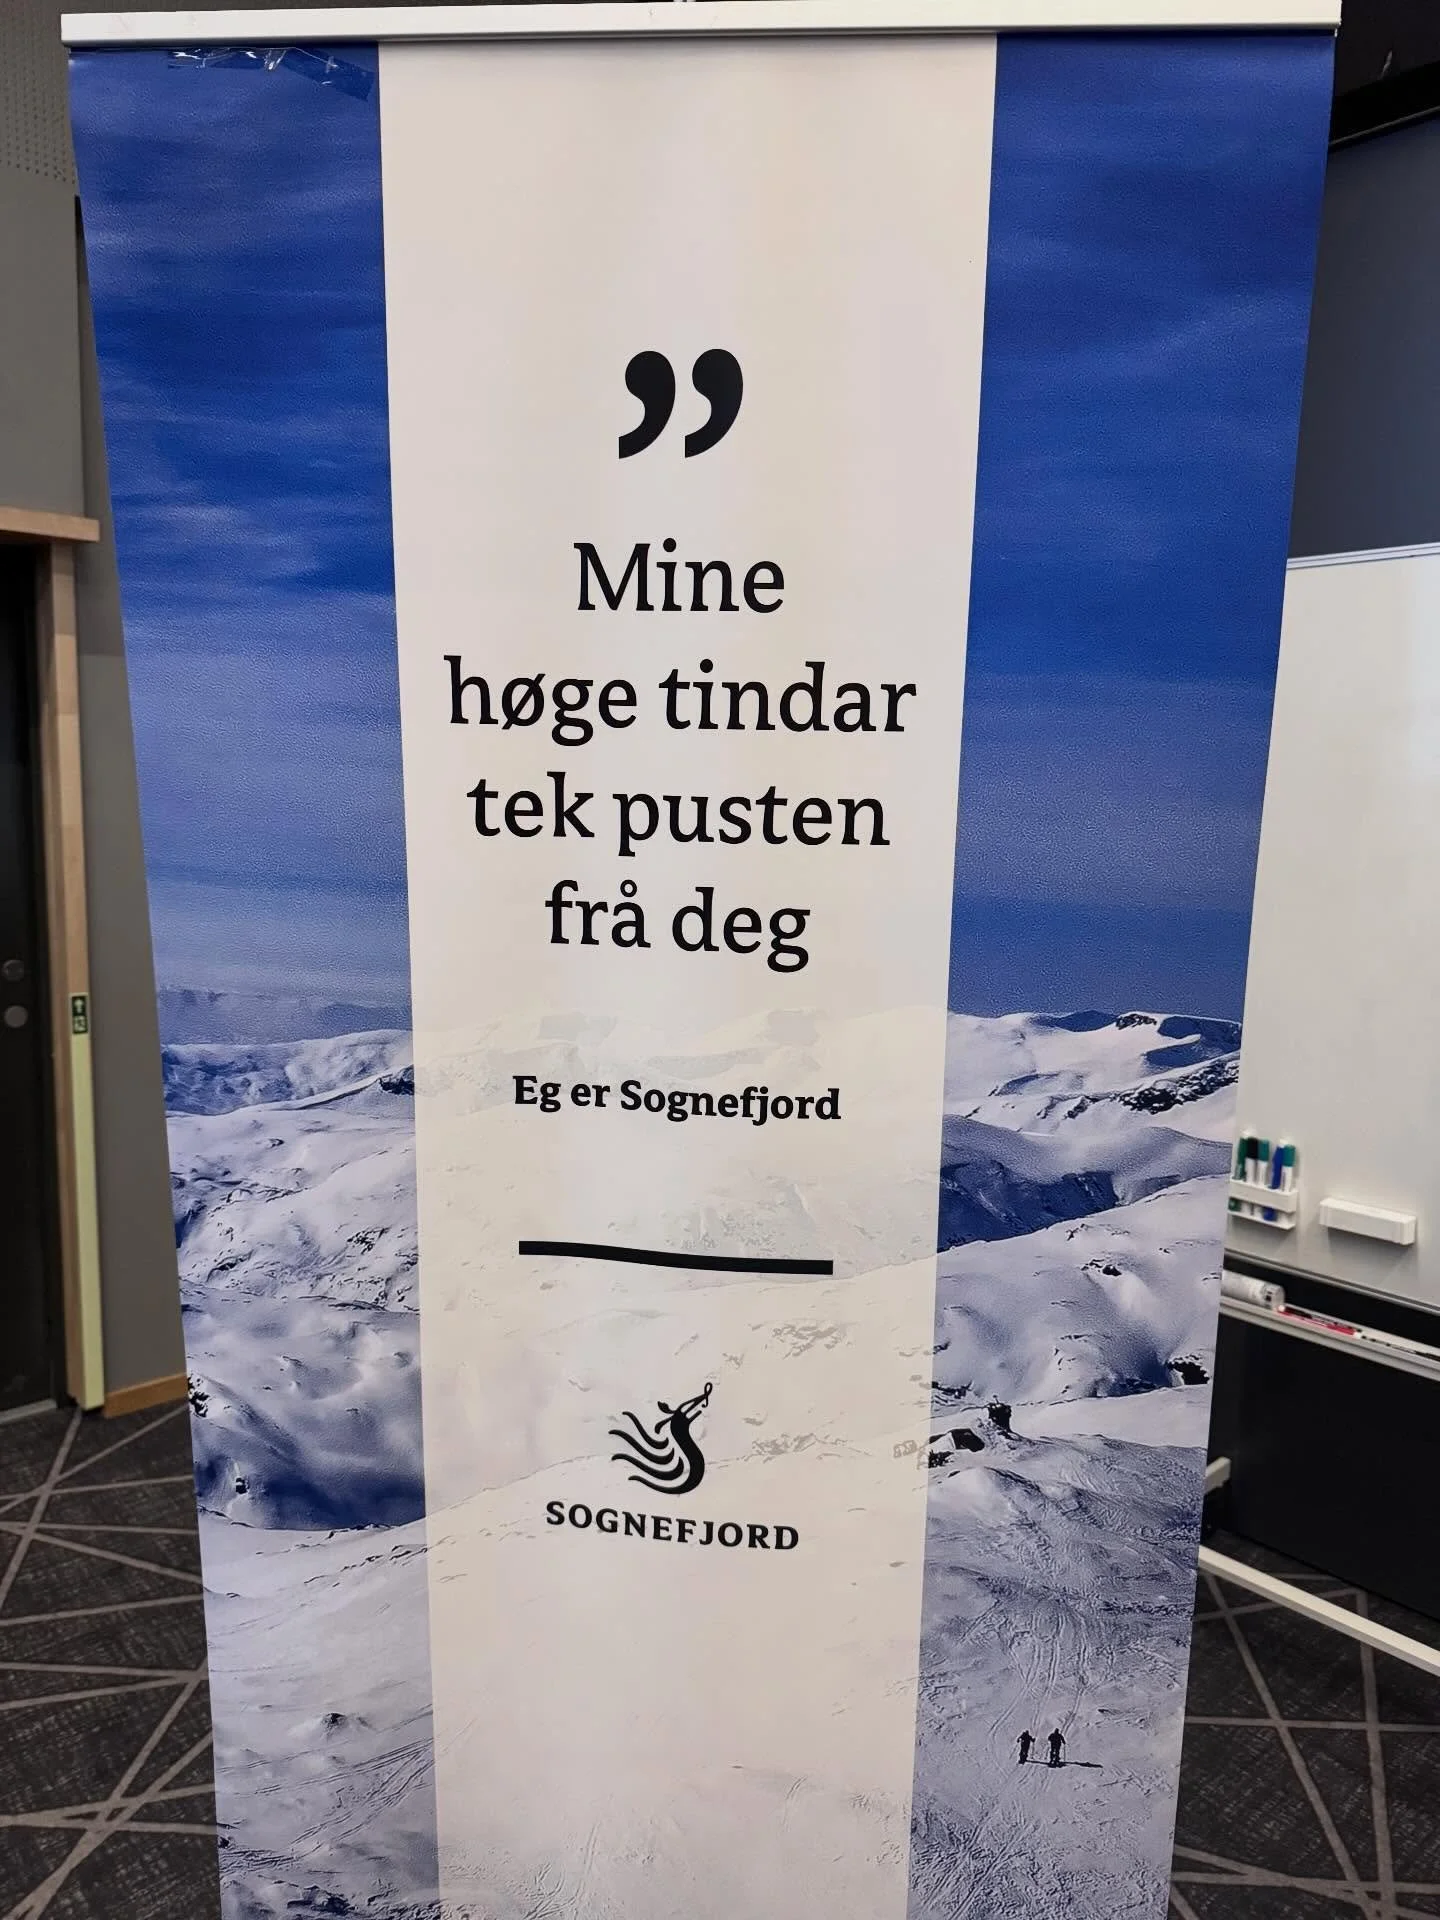 ”
Mine
høge tindar
tek pusten
frå deg
Eg er Sognefjord
SOGNEFJORD